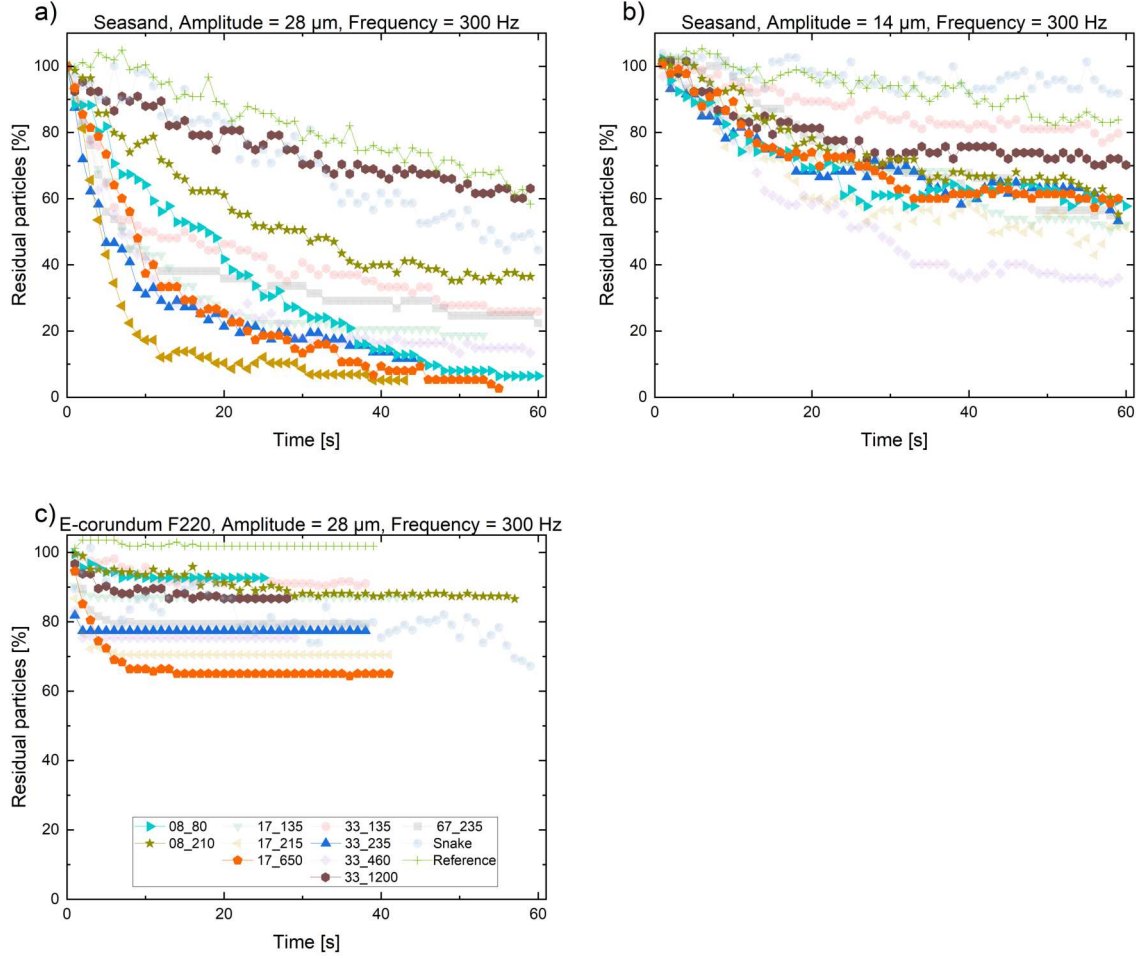 a) Seasand, Amplitude = 28 µm, Frequency = 300 Hz
Residual particles [%]
100
80
60
40
20
0
0 20 40 60
Time [s]
b) Seasand, Amplitude = 14 µm, Frequency = 300 Hz
Residual particles [%]
100
80
60
40
20
0
0 20 40 60
Time [s]
c) E-corundum F220, Amplitude = 28 µm, Frequency = 300 Hz
Residual particles [%]
100
80
60
40
20
0
08_80 17_135 33_135 67_235
08_210 17_215 33_235 Snake
17_650 33_460 Reference
33_1200
0 20 40 60
Time [s]